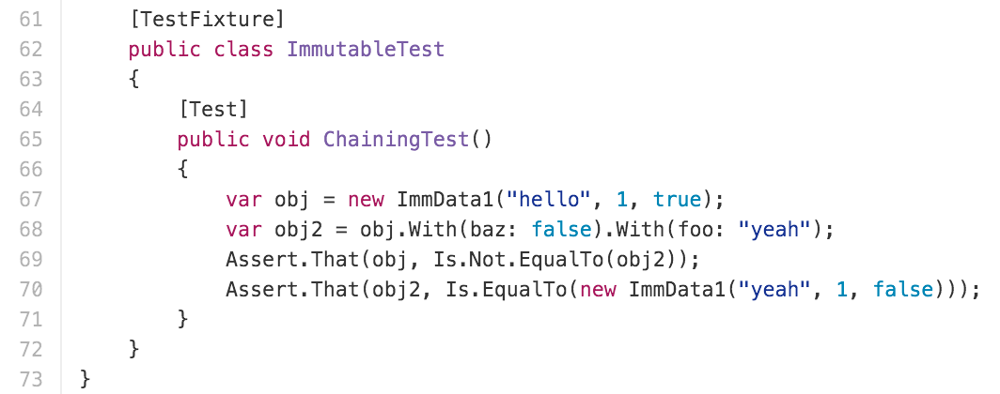 61 [TestFixture]
62 public class ImmutableTest
63 {
64 [Test]
65 public void ChainingTest()
66 {
67 var obj = new ImmData1("hello", 1, true);
68 var obj2 = obj.With(baz: false).With(foo: "yeah");
69 Assert.That(obj, Is.Not.EqualTo(obj2));
70 Assert.That(obj2, Is.EqualTo(new ImmData1("yeah", 1, false)));
71 }
72 }
73 }